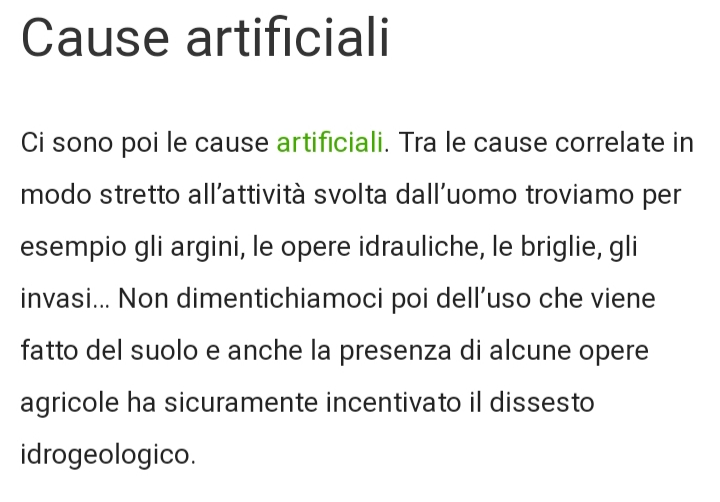 Cause artificiali
Ci sono poi le cause artificiali. Tra le cause correlate in
modo stretto all’attività svolta dall’uomo troviamo per
esempio gli argini, le opere idrauliche, le briglie, gli
invasi… Non dimentichiamoci poi dell’uso che viene
fatto del suolo e anche la presenza di alcune opere
agricole ha sicuramente incentivato il dissesto
idrogeologico.